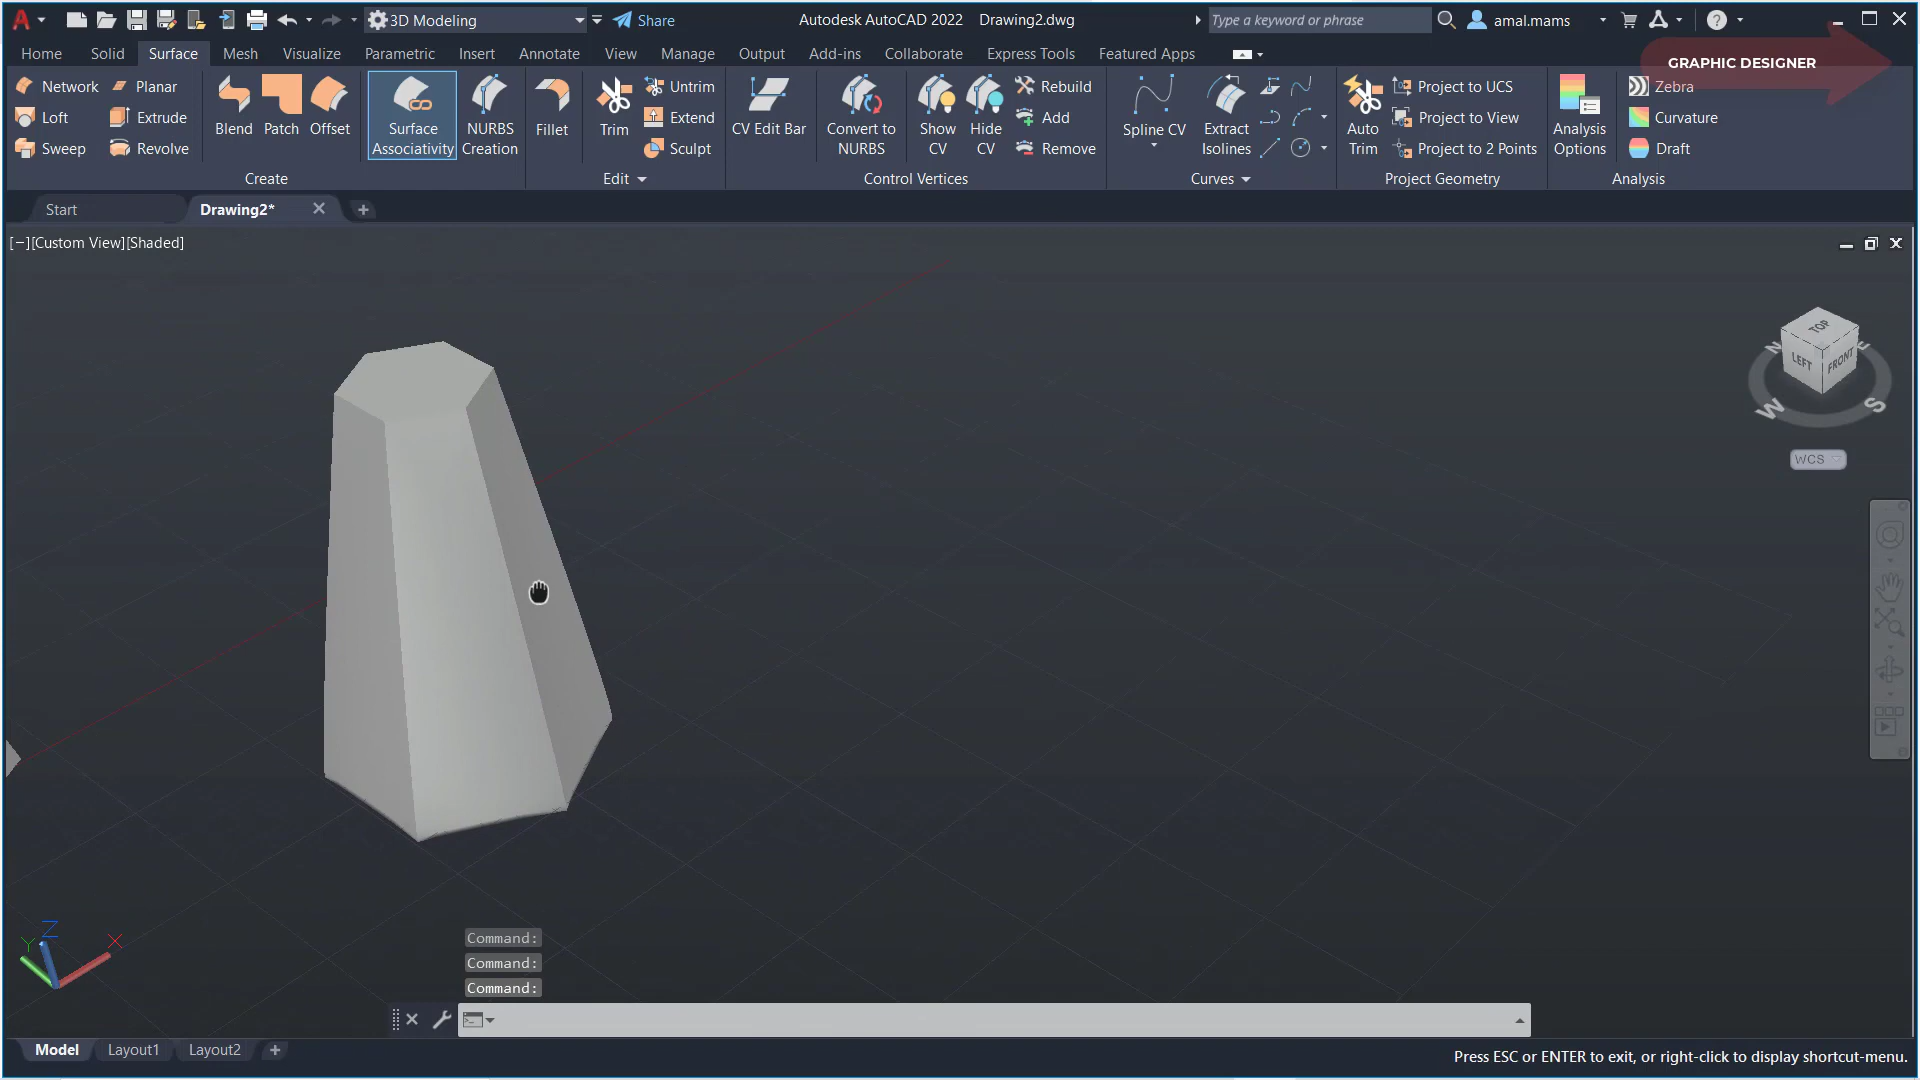 3D Modeling
Share
Autodesk AutoCAD 2022 Drawing2.dwg
Type a keyword or phrase
amal.mams
Home Solid Surface Mesh Visualize Parametric Insert Annotate View Manage Output Add-ins Collaborate Express Tools Featured Apps
GRAPHIC DESIGNER
Network Planar
Loft Extrude
Sweep Revolve
Blend Patch Offset
Surface Associativity
NURBS Creation
Create
Fillet
Trim
Untrim
Extend
Sculpt
Edit
CV Edit Bar
Convert to NURBS
Show CV
Hide CV
Rebuild
Add
Remove
Control Vertices
Spline CV
Extract Isolines
Curves
Auto Trim
Project to UCS
Project to View
Project to 2 Points
Project Geometry
Analysis Options
Zebra
Curvature
Draft
Analysis
Start Drawing2*
[−][Custom View][Shaded]
TOP
LEFT
FRONT
N
E
W
S
WCS
Z
Y
X
Command:
Command:
Command:
Model Layout1 Layout2
Press ESC or ENTER to exit, or right-click to display shortcut-menu.